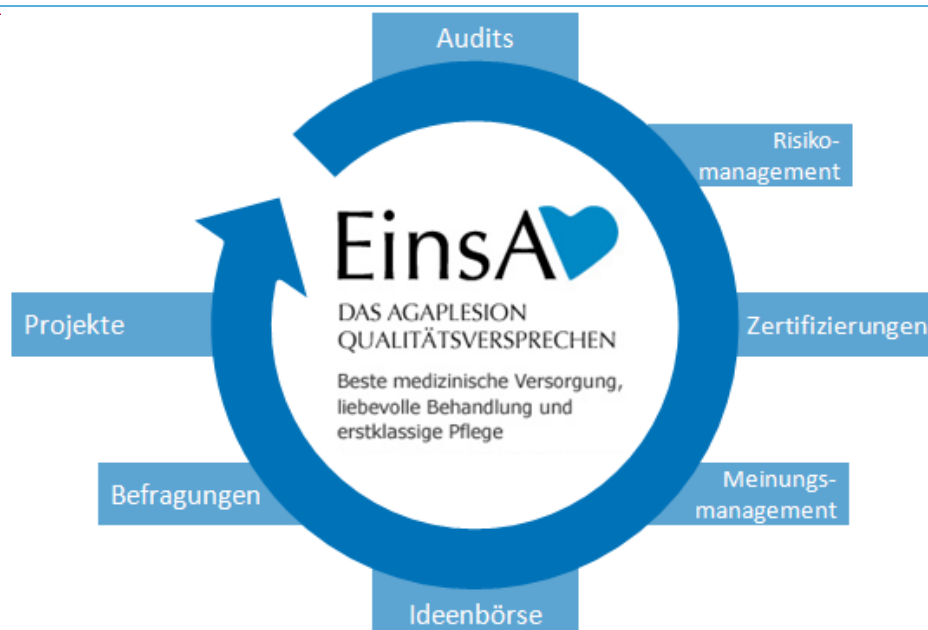 Audits
Risiko-
management
EinsA
DAS AGAPLESION
QUALITÄTSVERSPRECHEN
Projekte
Zertifizierungen
Beste medizinische Versorgung,
liebevolle Behandlung und
erstklassige Pflege
Befragungen
Meinungs-
management
Ideenbörse